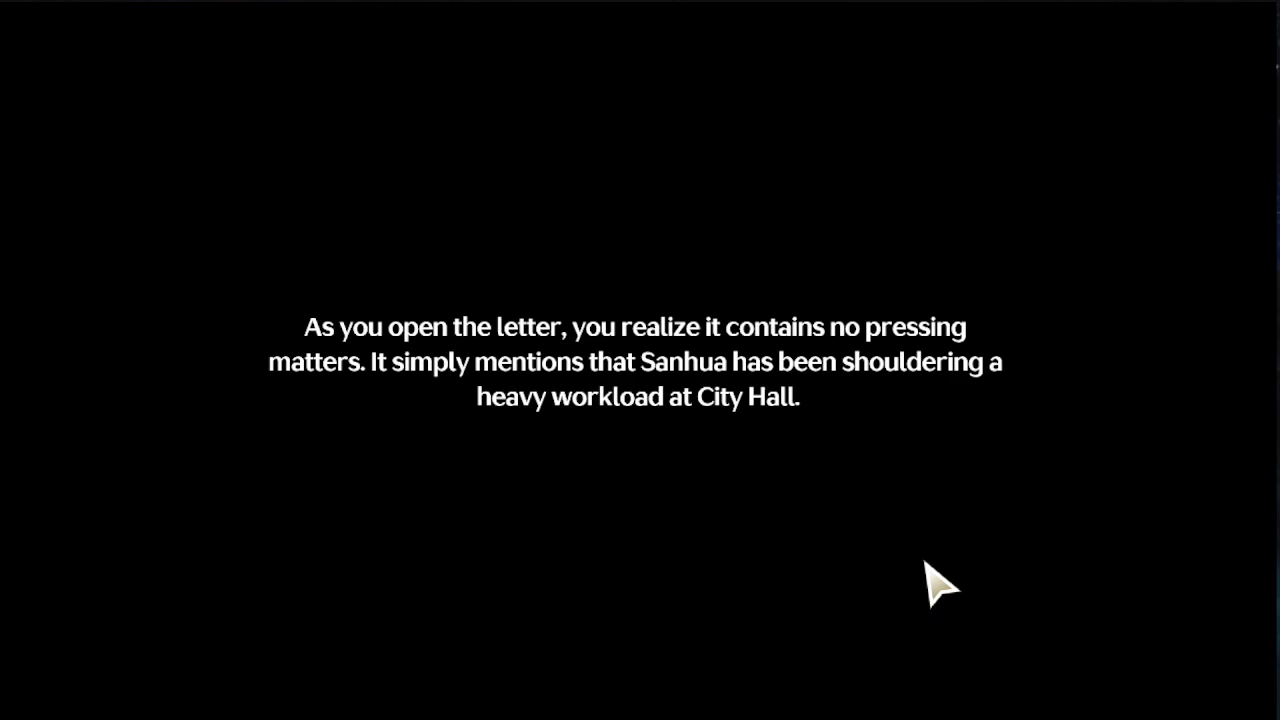 As you open the letter, you realize it contains no pressing
matters. It simply mentions that Sanhua has been shouldering a
heavy workload at City Hall.